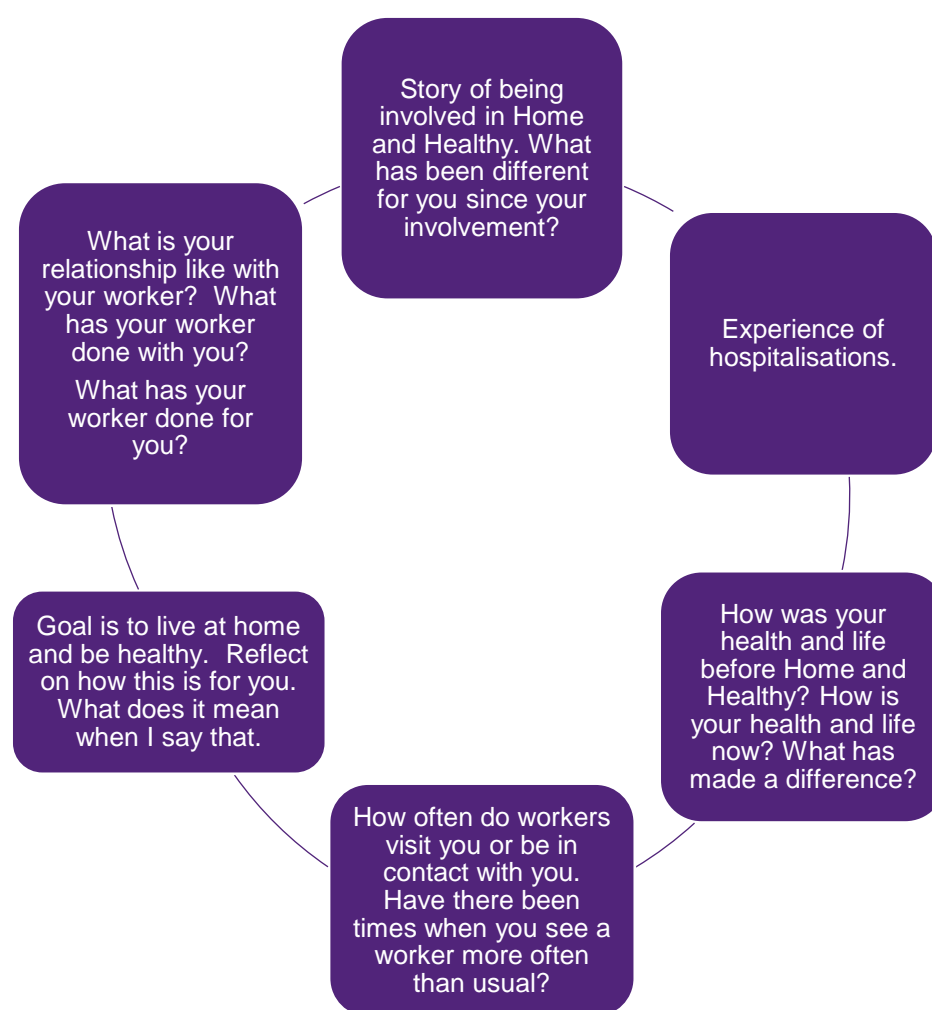 Story of being
involved in Home
and Healthy. What
has been different
for you since your
involvement?
Experience of
hospitalisations.
How was your
health and life
before Home and
Healthy? How is
your health and life
now? What has
made a difference?
How often do workers
visit you or be in
contact with you.
Have there been
times when you see a
worker more often
than usual?
Goal is to live at home
and be healthy.  Reflect
on how this is for you.
What does it mean
when I say that.
What is your
relationship like with
your worker?  What
has your worker
done with you?
What has your
worker done for
you?